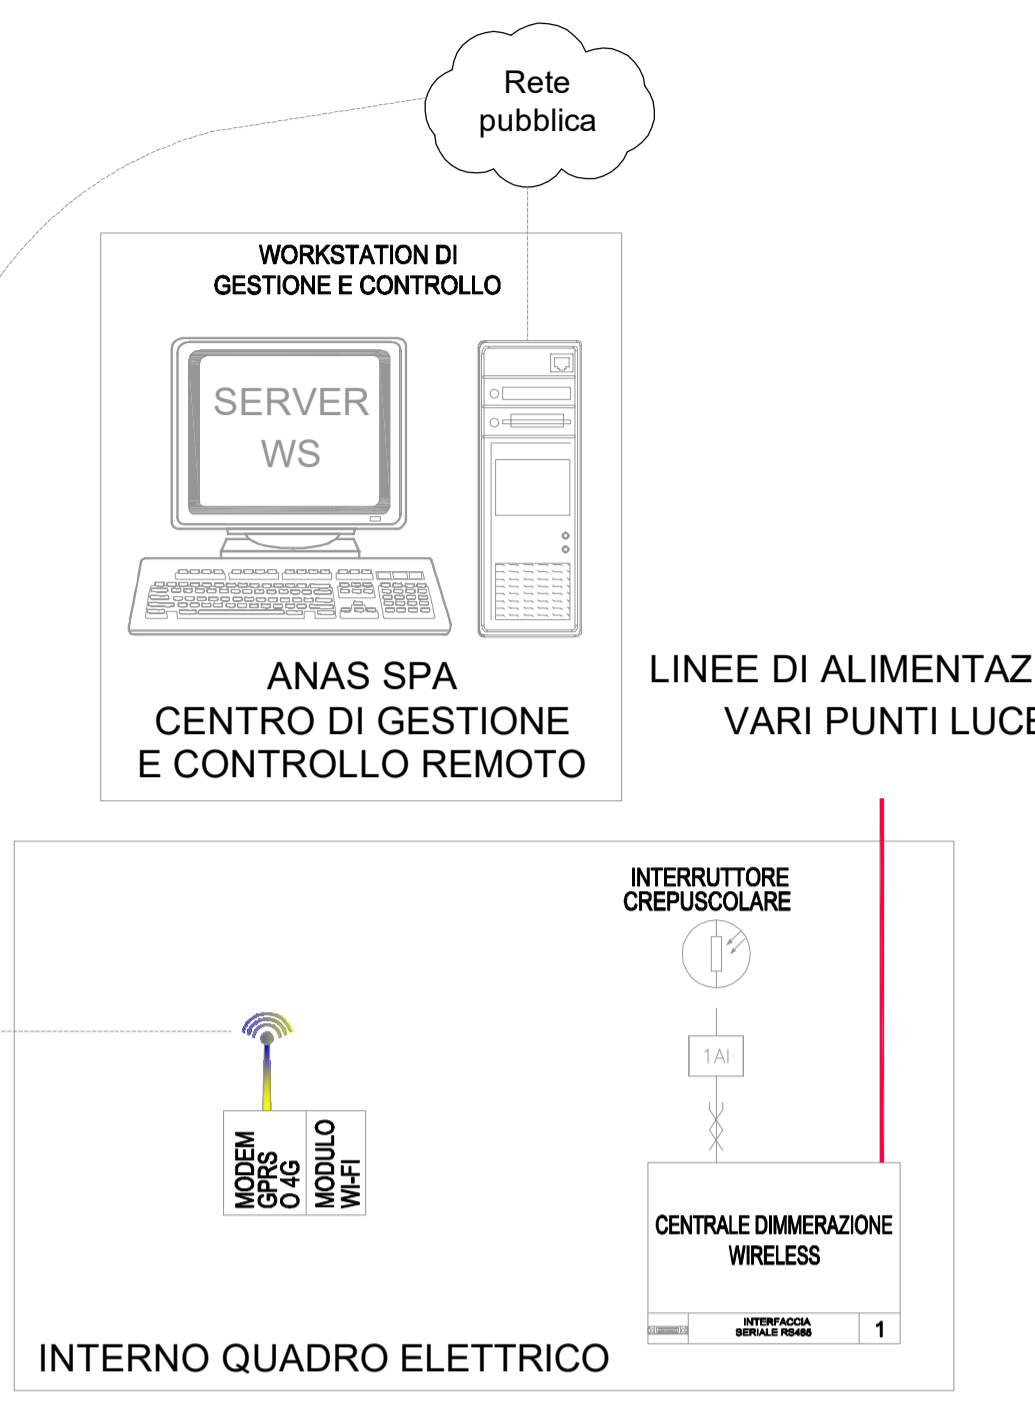 Rete
pubblica
WORKSTATION DI
GESTIONE E CONTROLLO
SERVER
WS
ANAS SPA
CENTRO DI GESTIONE
E CONTROLLO REMOTO
LINEE DI ALIMENTAZ
VARI PUNTI LUCE
INTERRUTTORE
CREPUSCOLARE
1AI
MODEM
GPRS
O 4G
MODULO
WI-FI
CENTRALE DIMMERAZIONE
WIRELESS
INTERFACCIA
SERIALE RS485
1
INTERNO QUADRO ELETTRICO